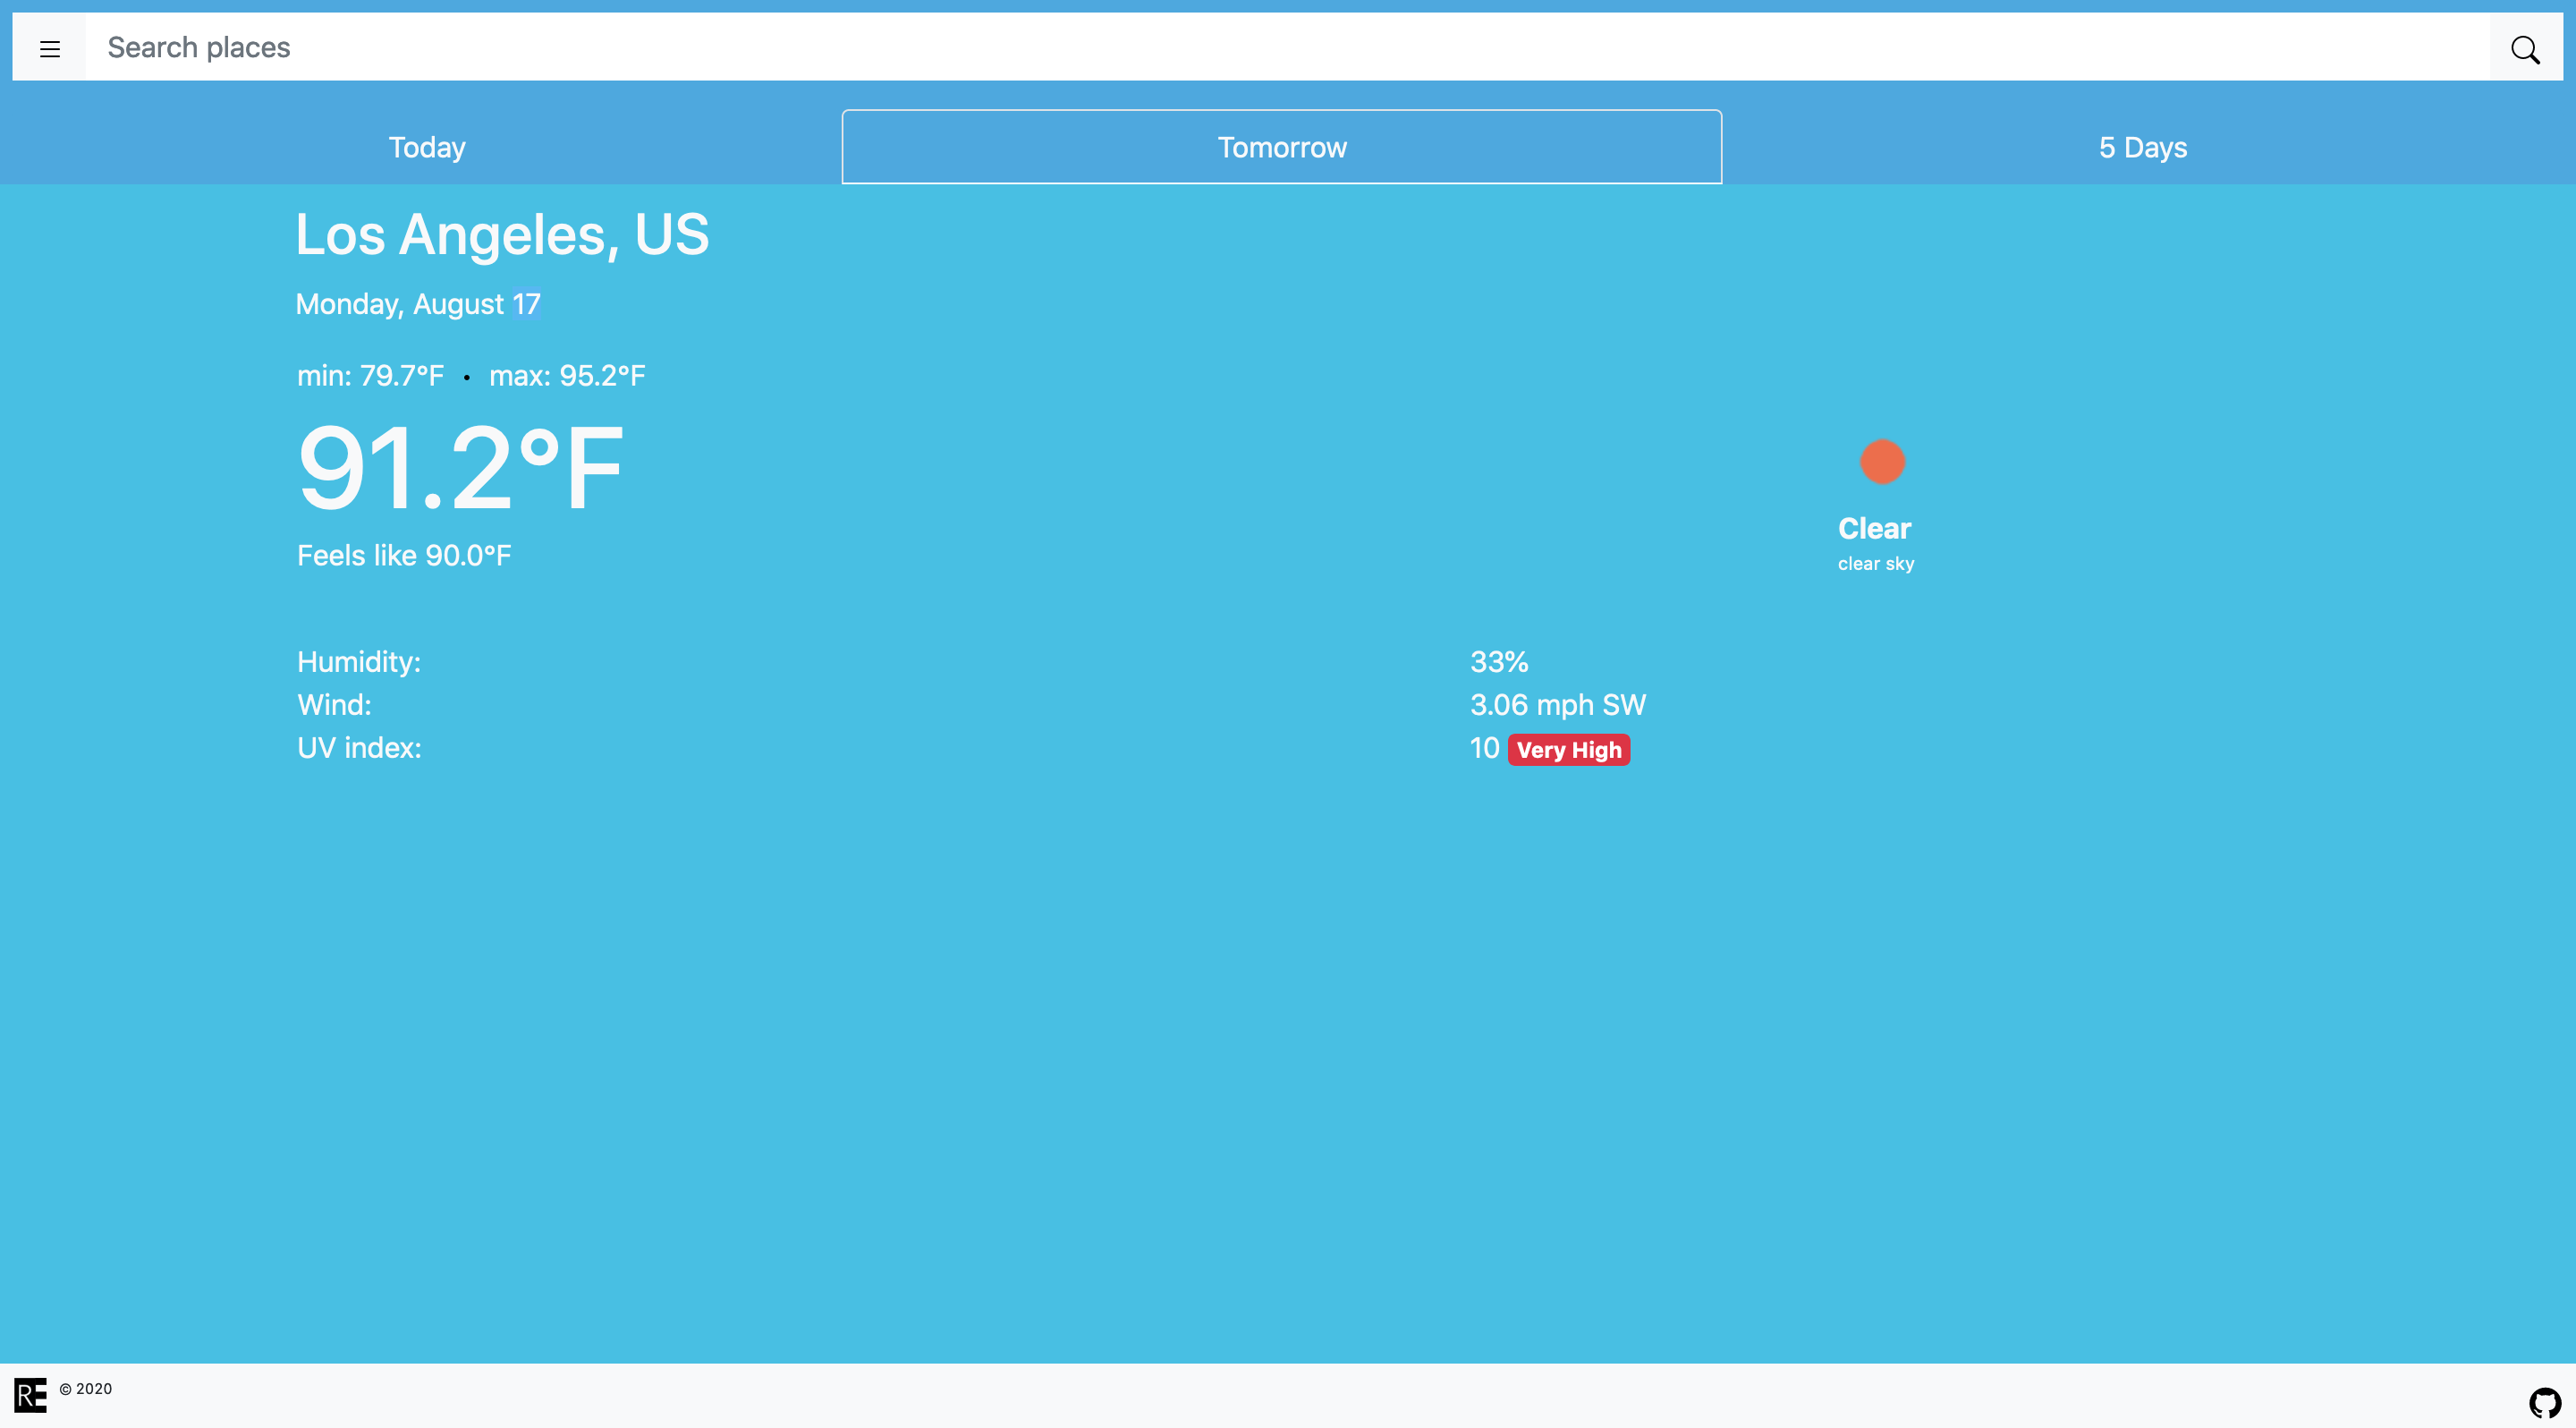 Search places
Today Tomorrow 5 Days
Los Angeles, US
Monday, August 17
min: 79.7°F • max: 95.2°F
91.2°F
Feels like 90.0°F
Clear
clear sky
Humidity: 33%
Wind: 3.06 mph SW
UV index: 10 Very High
RE © 2020